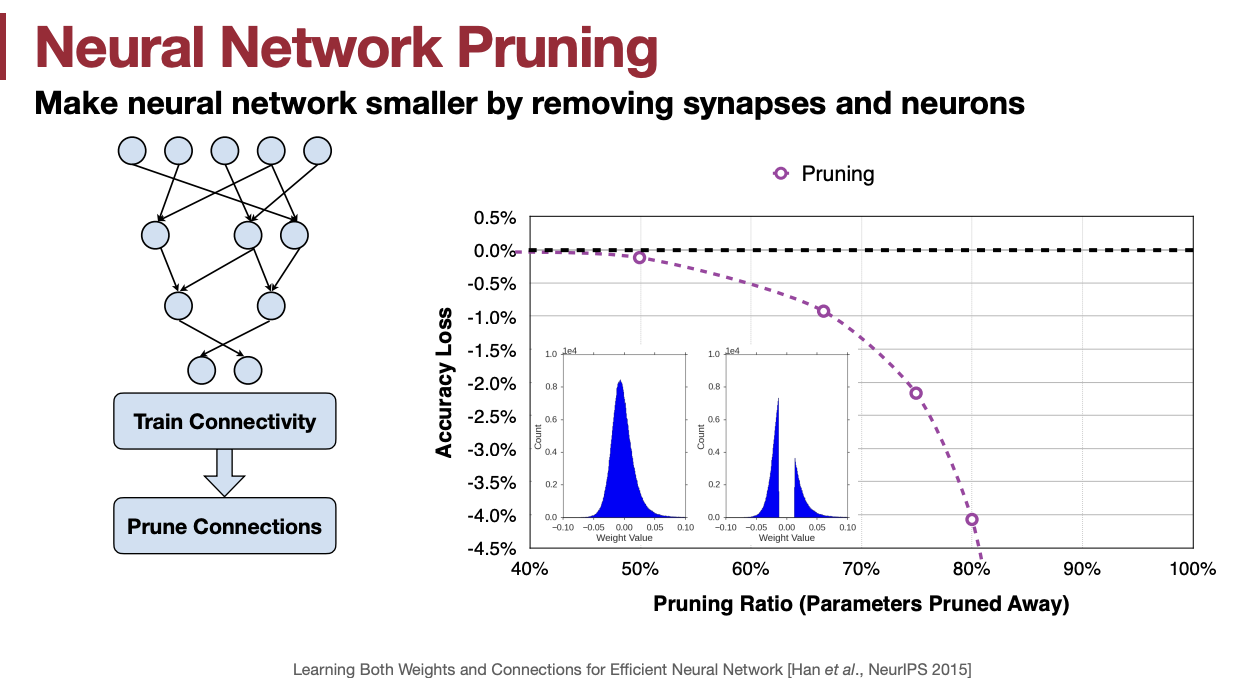 Neural Network Pruning
Make neural network smaller by removing synapses and neurons
Train Connectivity
Prune Connections
Pruning
Accuracy Loss
0.5%
0.0%
-0.5%
-1.0%
-1.5%
-2.0%
-2.5%
-3.0%
-3.5%
-4.0%
-4.5%
1e4
1.0
0.8
0.6
0.4
0.2
0.0
Count
−0.10 −0.05 0.00 0.05 0.10
Weight Value
1e4
1.0
0.8
0.6
0.4
0.2
0.0
Count
−0.10 −0.05 0.00 0.05 0.10
Weight Value
40% 50% 60% 70% 80% 90% 100%
Pruning Ratio (Parameters Pruned Away)
Learning Both Weights and Connections for Efficient Neural Network [Han et al., NeurIPS 2015]